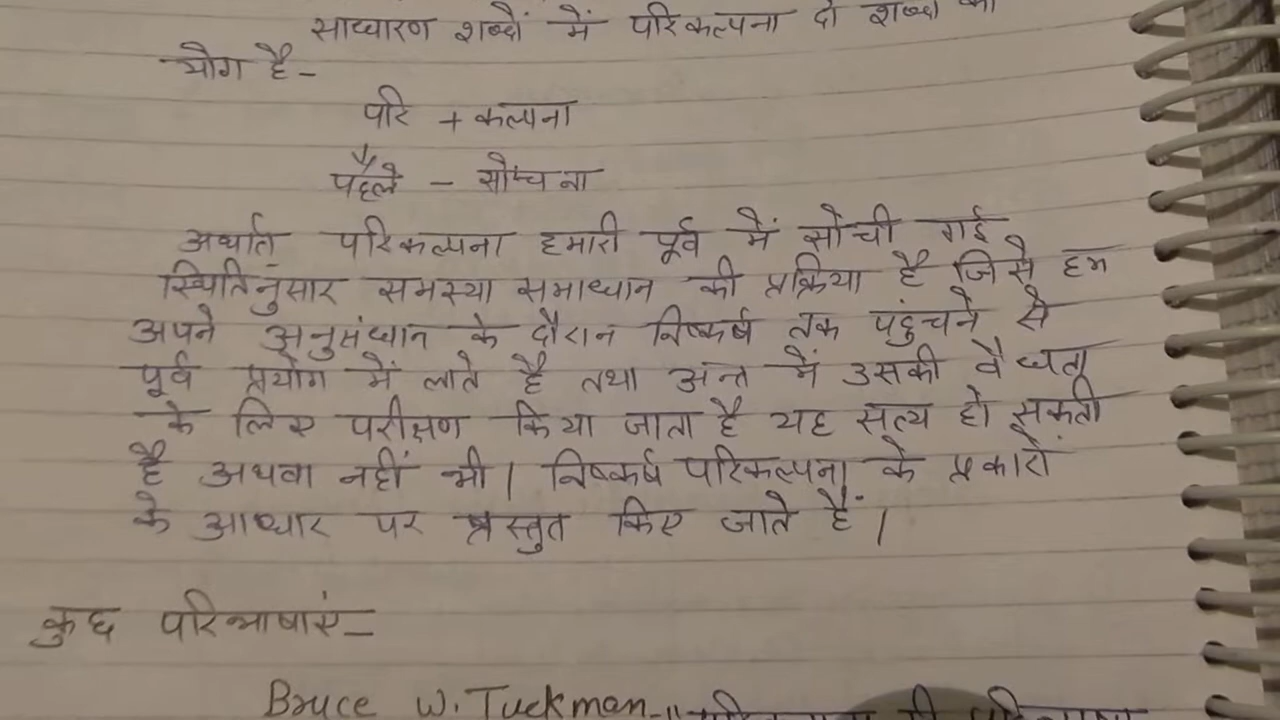 साधारण शब्दों में परिकल्पना दो शब्दों का
योग है-
परि + कल्पना
पहले - सोचना
अर्थात परिकल्पना हमारी पूर्व में सोची गई
स्थितिनुसार समस्या समाधान की प्रक्रिया है जिसे हम
अपने अनुसंधान के दौरान निष्कर्ष तक पहुंचने से
पूर्व प्रयोग में लाते है तथा अंन्त में उसकी वैधता
के लिए परीक्षण किया जाता है यह सत्य हो सकती
है अथवा नहीं भी। निष्कर्ष परिकल्पना के प्रकारों
के आधार पर प्रस्तुत किए जाते हैं।
कुछ परिभाषाएं-
Bruce W. Tuckman-"